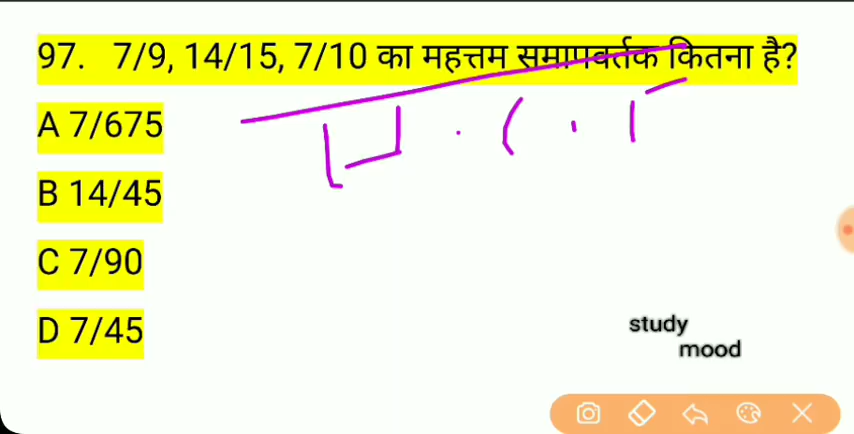 97. 7/9, 14/15, 7/10 का महत्तम समापवर्तक कितना है?
A 7/675
B 14/45
C 7/90
D 7/45
study
mood